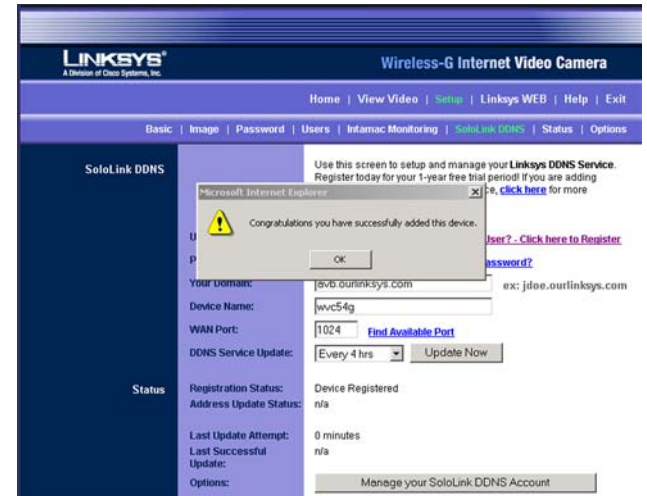 LINKSYS®
A Division of Cisco Systems, Inc.
Wireless-G Internet Video Camera
Home | View Video | Setup | Linksys WEB | Help | Exit
Basic | Image | Password | Users | Intamac Monitoring | SoloLink DDNS | Status | Options
SoloLink DDNS
Use this screen to setup and manage your Linksys DDNS Service.
Register today for your 1-year free trial period! If you are adding
e, click here for more
Microsoft Internet Explorer
Congratulations you have successfully added this device.
OK
U
User? - Click here to Register
P
assword?
Your Domain:
avb.ourlinksys.com
ex: jdoe.ourlinksys.com
Device Name:
wvc54g
WAN Port:
1024
Find Available Port
DDNS Service Update:
Every 4 hrs
Update Now
Status
Registration Status:
Device Registered
Address Update Status:
n/a
Last Update Attempt:
0 minutes
Last Successful
Update:
n/a
Options:
Manage your SoloLink DDNS Account